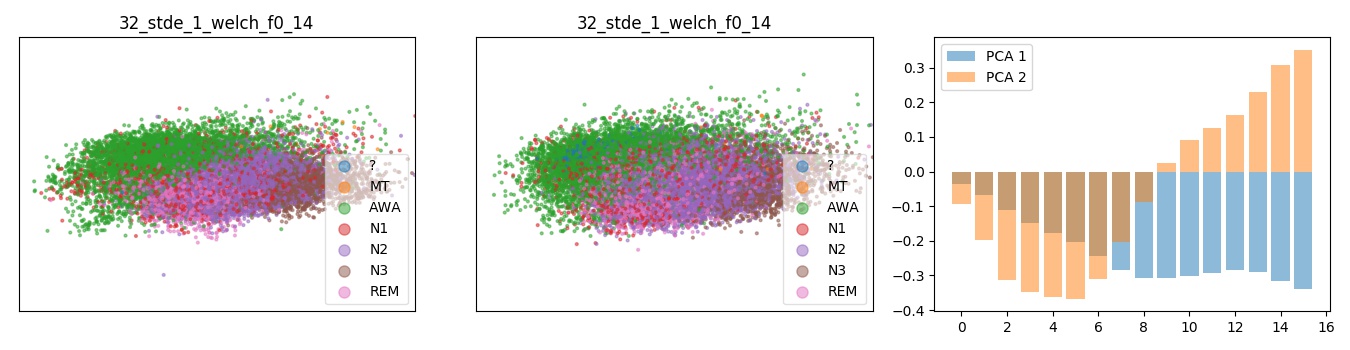 32_stde_1_welch_f0_14
?
MT
AWA
N1
N2
N3
REM
32_stde_1_welch_f0_14
?
MT
AWA
N1
N2
N3
REM
PCA 1
PCA 2
0.3
0.2
0.1
0.0
−0.1
−0.2
−0.3
−0.4
0 2 4 6 8 10 12 14 16